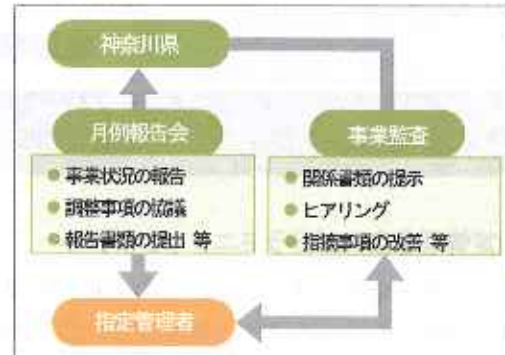 神奈川県
月例報告会
事業状況の報告
調整事項の協議
報告書類の提出 等
事業監査
関係書類の提示
ヒアリング
指摘事項の改善 等
指定管理者